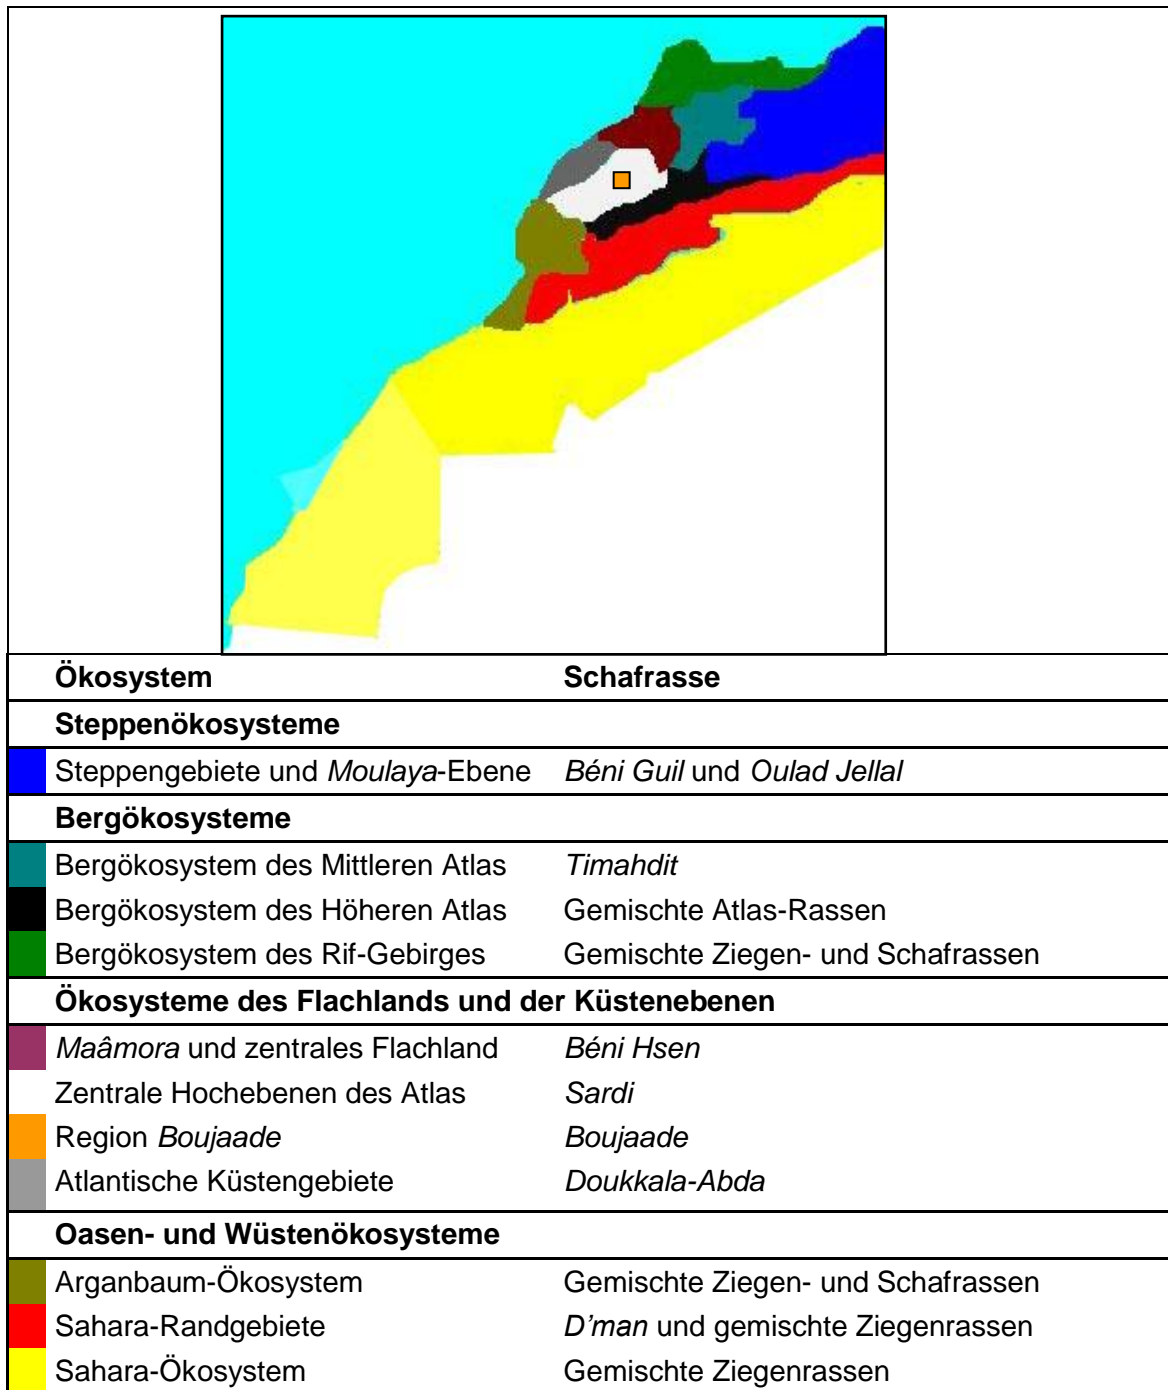 Ökosystem Schafrasse
Steppenökosysteme
Steppengebiete und Moulaya-Ebene Béni Guil und Oulad Jellal
Bergökosysteme
Bergökosystem des Mittleren Atlas Timahdit
Bergökosystem des Höheren Atlas Gemischte Atlas-Rassen
Bergökosystem des Rif-Gebirges Gemischte Ziegen- und Schafrassen
Ökosysteme des Flachlands und der Küstenebenen
Maâmora und zentrales Flachland Béni Hsen
Zentrale Hochebenen des Atlas Sardi
Region Boujaade Boujaade
Atlantische Küstengebiete Doukkala-Abda
Oasen- und Wüstenökosysteme
Arganbaum-Ökosystem Gemischte Ziegen- und Schafrassen
Sahara-Randgebiete D’man und gemischte Ziegenrassen
Sahara-Ökosystem Gemischte Ziegenrassen